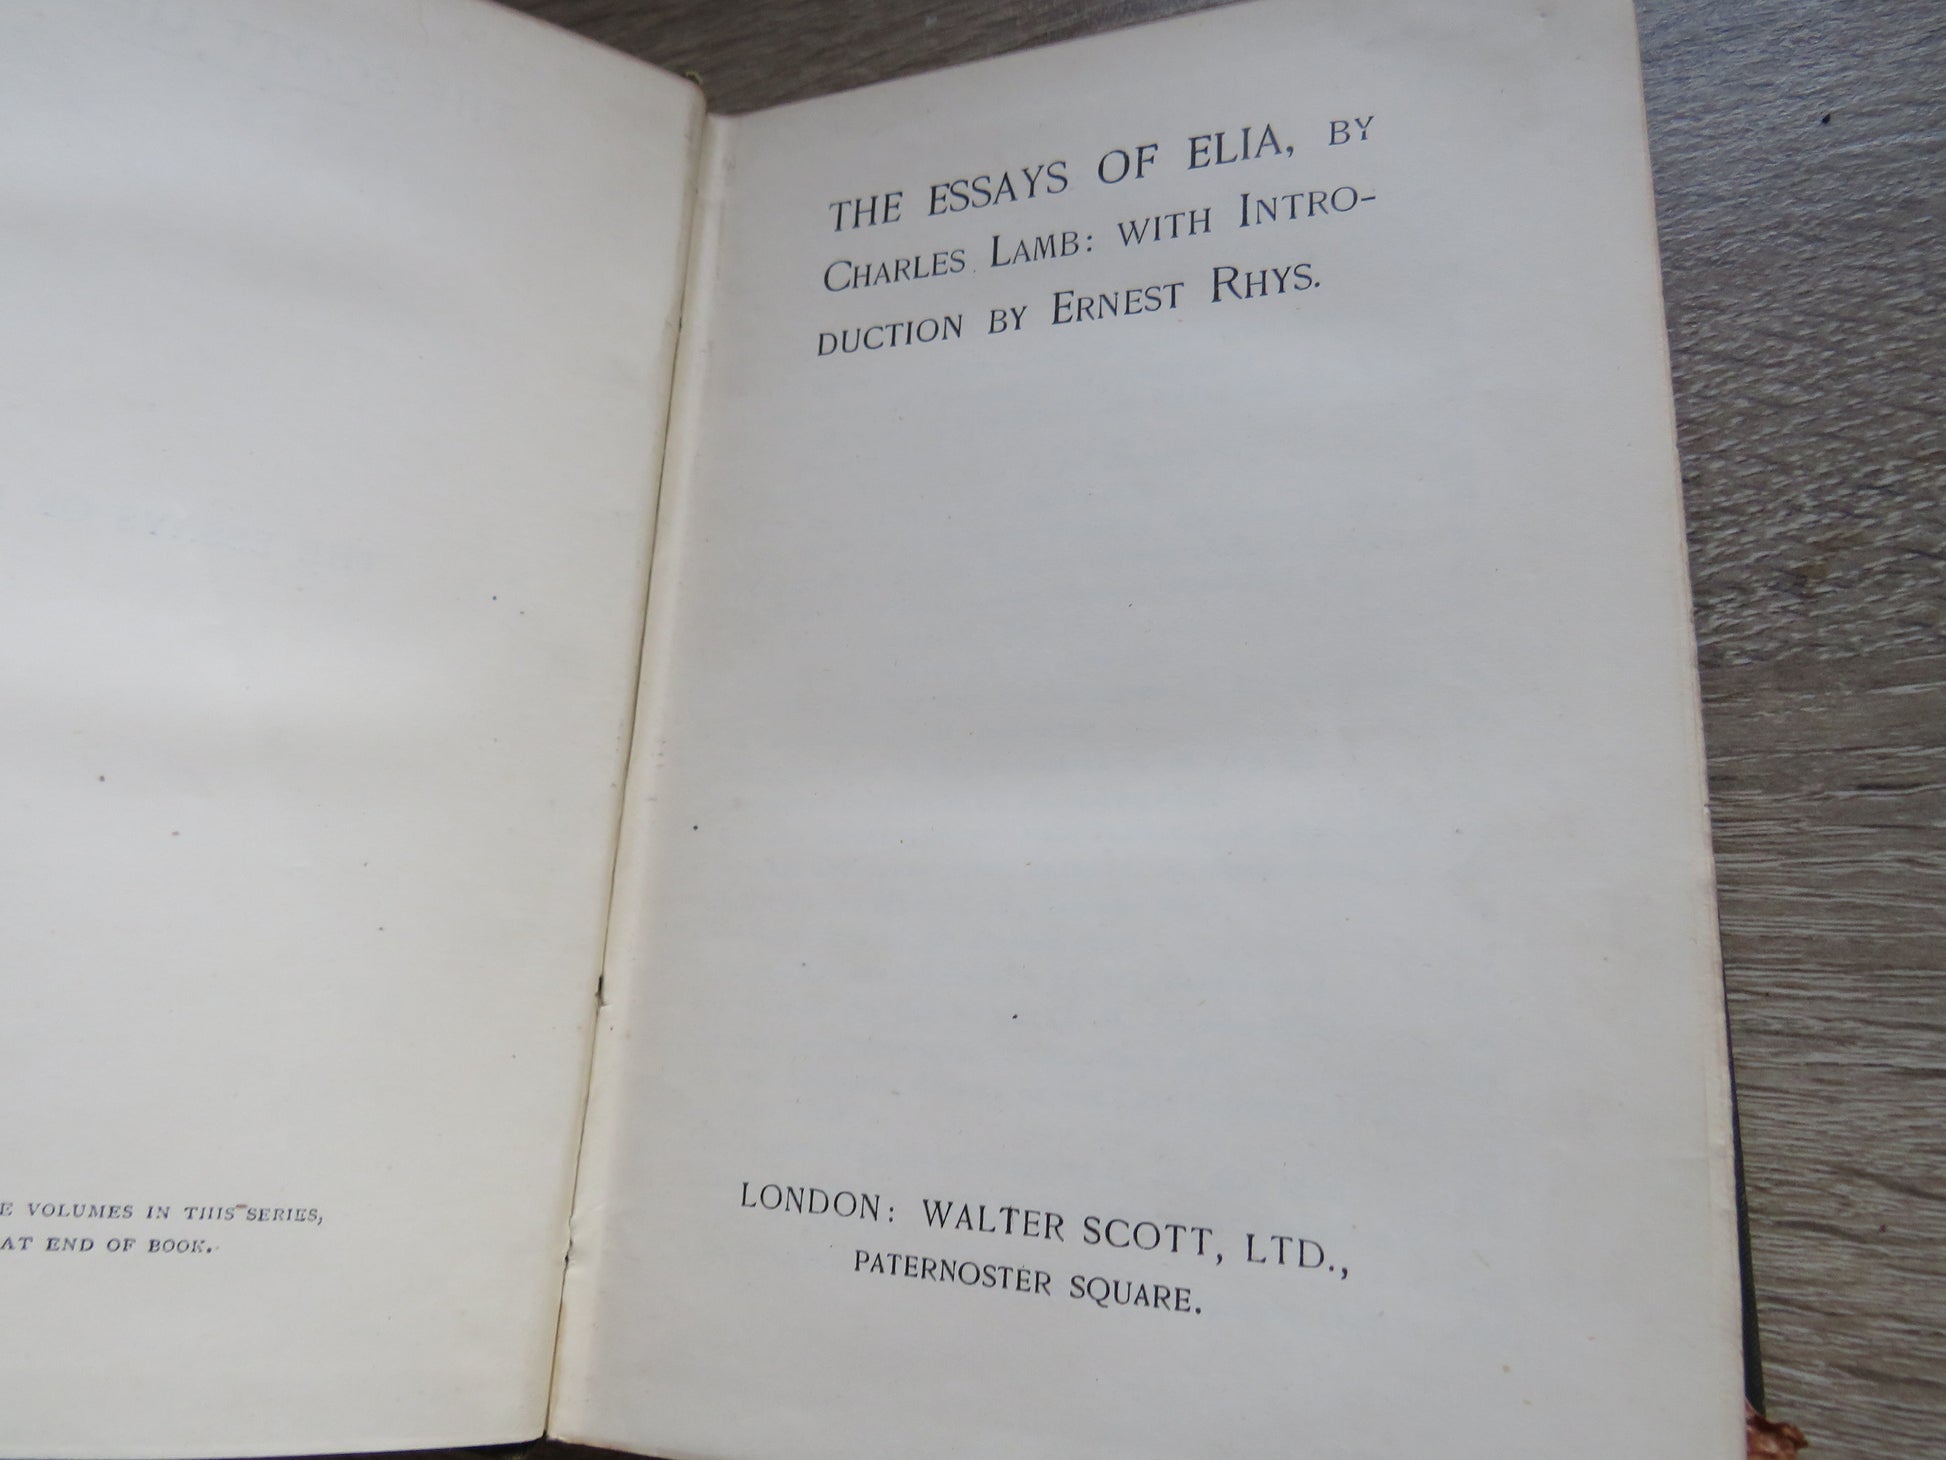 E VOLUMES IN THIS SERIES,
AT END OF BOOK.
THE ESSAYS OF ELIA, BY
CHARLES LAMB: WITH INTRO-
DUCTION BY ERNEST RHYS.
LONDON: WALTER SCOTT, LTD.,
PATERNOSTER SQUARE.